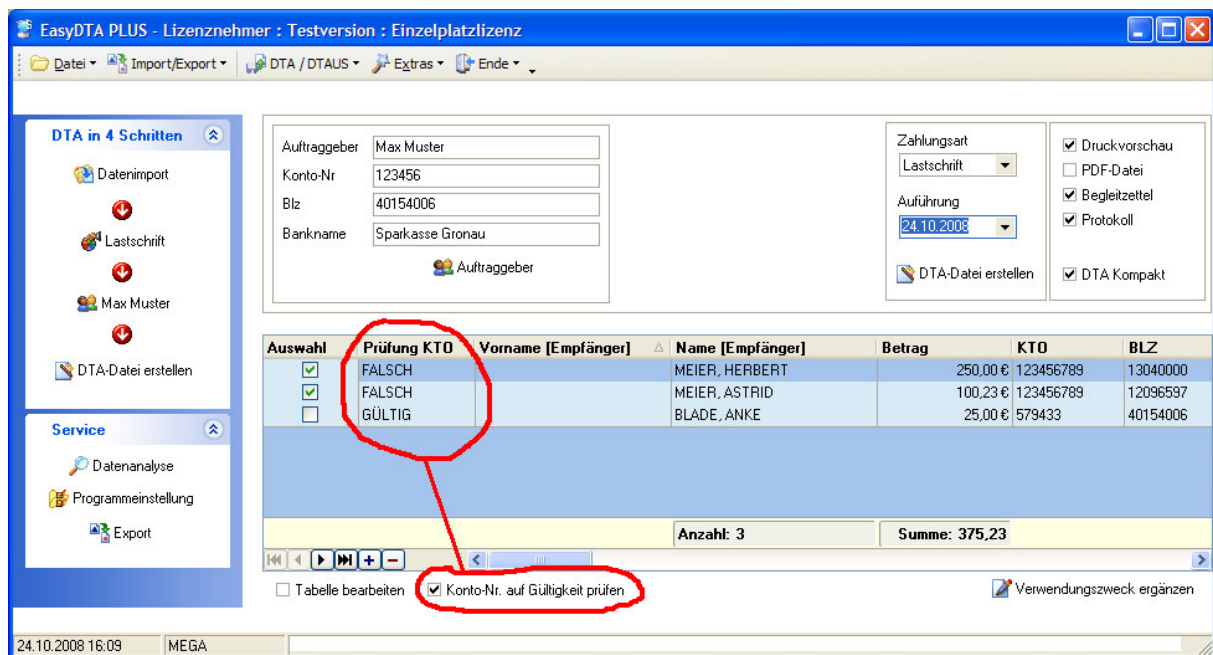 EasyDTA PLUS - Lizenznehmer : Testversion : Einzelplatzlizenz
Datei Import/Export DTA / DTAUS Extras Ende
DTA in 4 Schritten
Datenimport
Lastschrift
Max Muster
DTA-Datei erstellen
Service
Datenanalyse
Programmeinstellung
Export
Auftraggeber Max Muster
Konto-Nr 123456
Blz 40154006
Bankname Sparkasse Gronau
Auftraggeber
Zahlungsart
Lastschrift
Auführung
24.10.2008
DTA-Datei erstellen
Druckvorschau
PDF-Datei
Begleitzettel
Protokoll
DTA Kompakt
Auswahl Prüfung KTO Vorname [Empfänger] Name [Empfänger] Betrag KTO BLZ
FALSCH MEIER, HERBERT 250,00 € 123456789 13040000
FALSCH MEIER, ASTRID 100,23 € 123456789 12096597
GÜLTIG BLADE, ANKE 25,00 € 579433 40154006
Anzahl: 3 Summe: 375,23
Tabelle bearbeiten Konto-Nr. auf Gültigkeit prüfen Verwendungszweck ergänzen
24.10.2008 16:09 MEGA